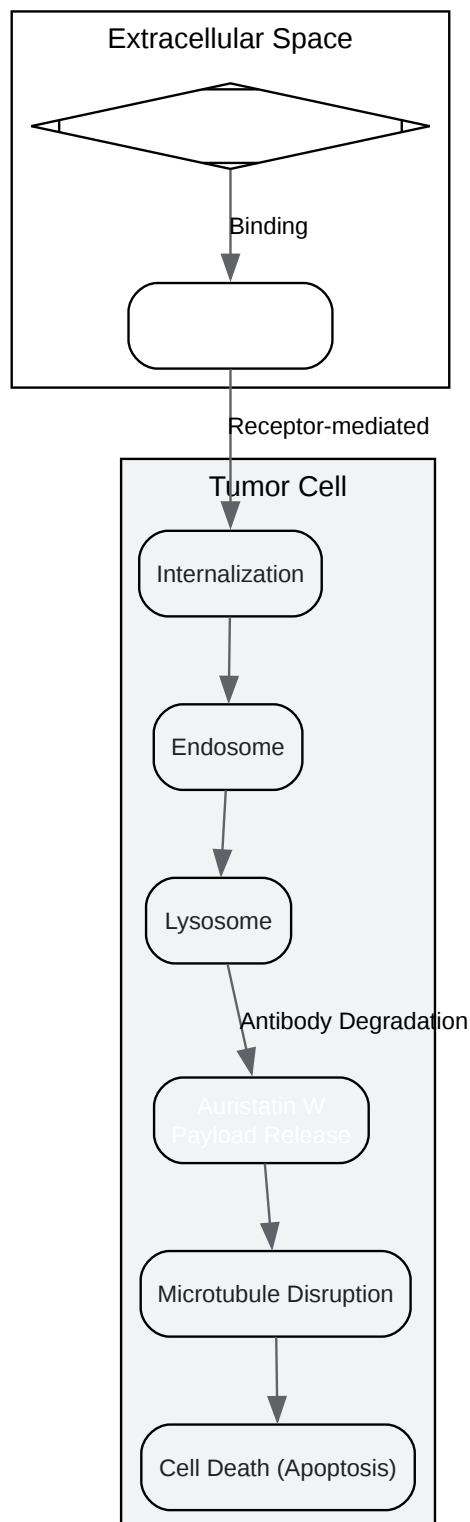 Extracellular Space
Binding
Receptor-mediated
Tumor Cell
Internalization
Endosome
Lysosome
Antibody Degradation
Auristatin W
Payload Release
Microtubule Disruption
Cell Death (Apoptosis)